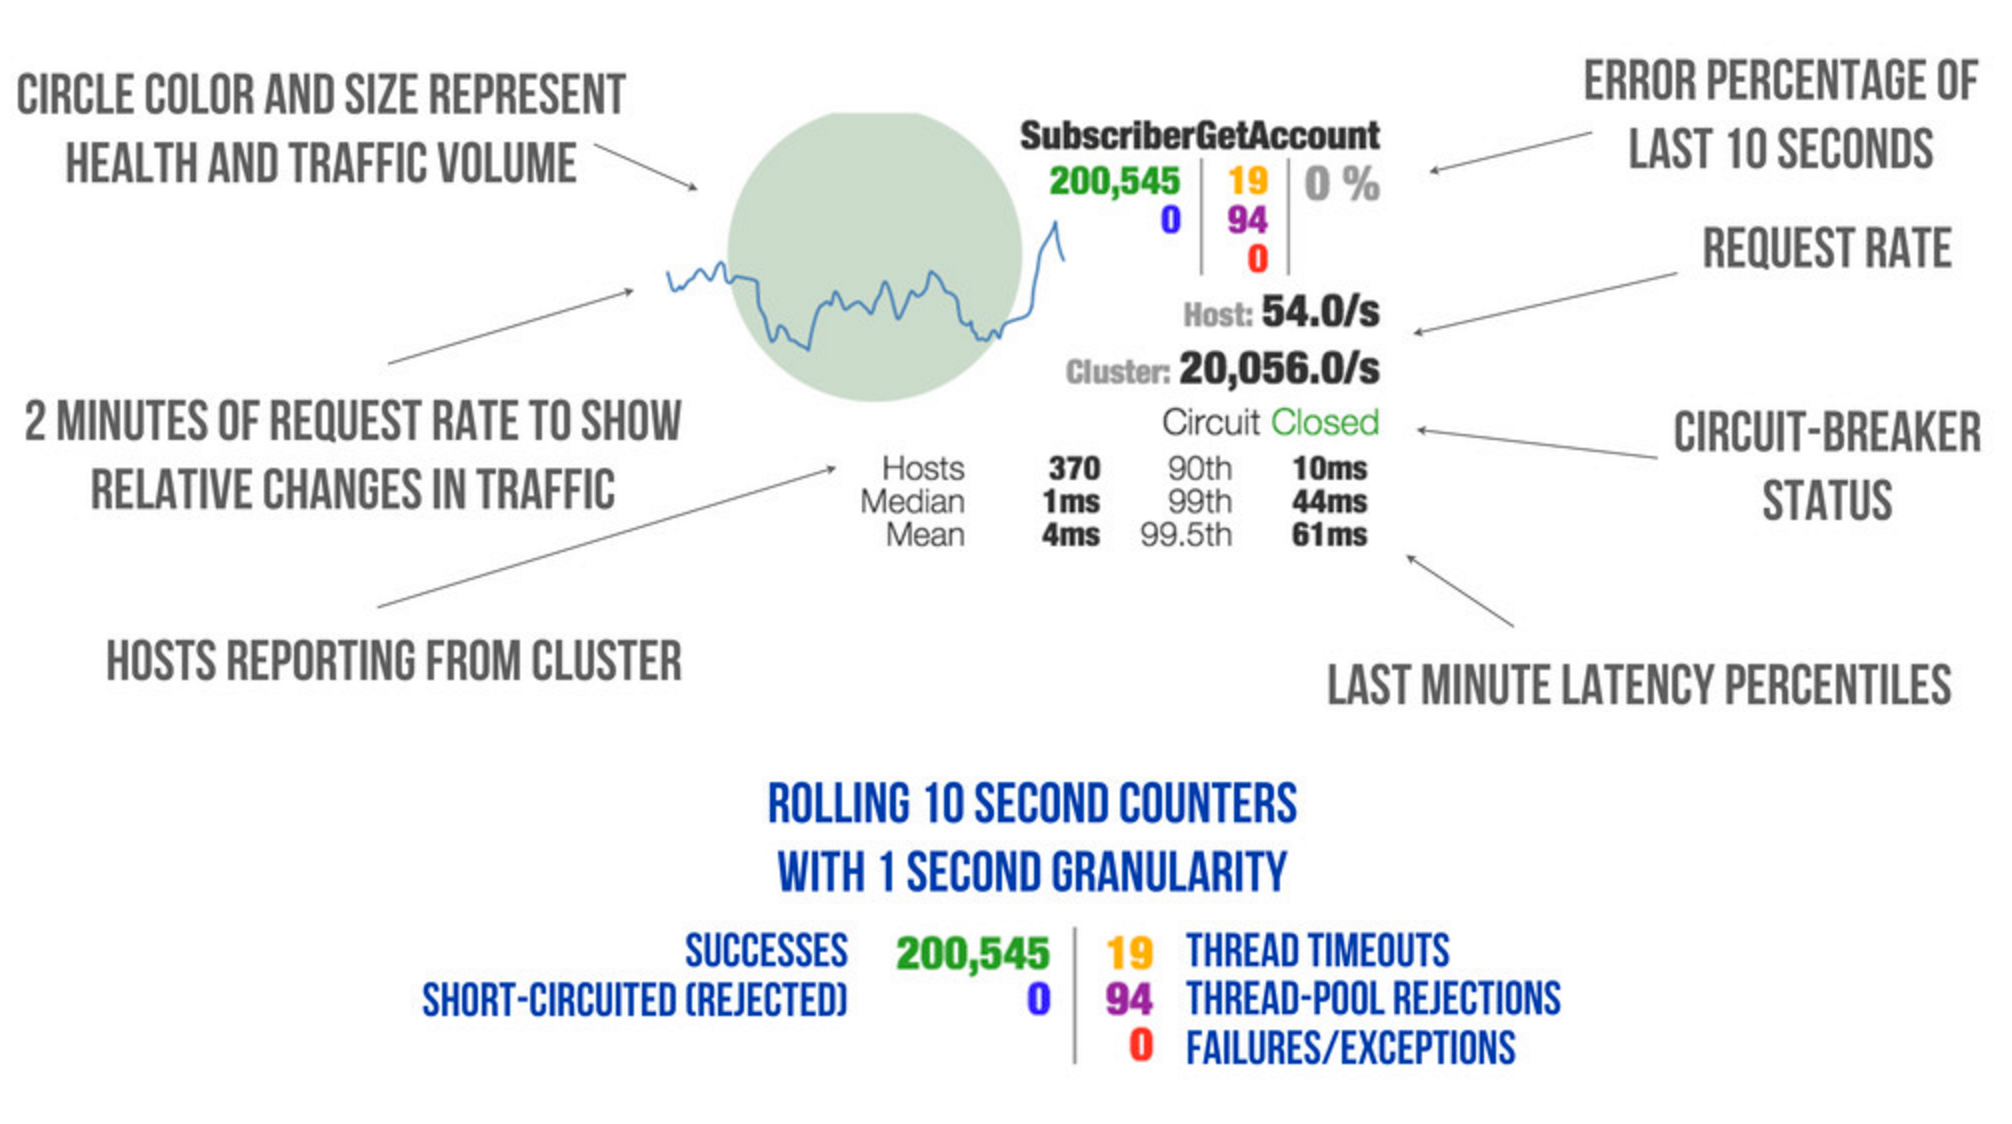 CIRCLE COLOR AND SIZE REPRESENT
HEALTH AND TRAFFIC VOLUME
ERROR PERCENTAGE OF
LAST 10 SECONDS
SubscriberGetAccount
200,545 19 0 %
0 94
0
REQUEST RATE
Host: 54.0/s
Cluster: 20,056.0/s
2 MINUTES OF REQUEST RATE TO SHOW
RELATIVE CHANGES IN TRAFFIC
Circuit Closed
CIRCUIT-BREAKER
STATUS
Hosts 370 90th 10ms
Median 1ms 99th 44ms
Mean 4ms 99.5th 61ms
HOSTS REPORTING FROM CLUSTER
LAST MINUTE LATENCY PERCENTILES
ROLLING 10 SECOND COUNTERS
WITH 1 SECOND GRANULARITY
SUCCESSES 200,545 19 THREAD TIMEOUTS
SHORT-CIRCUITED (REJECTED) 0 94 THREAD-POOL REJECTIONS
0 FAILURES/EXCEPTIONS